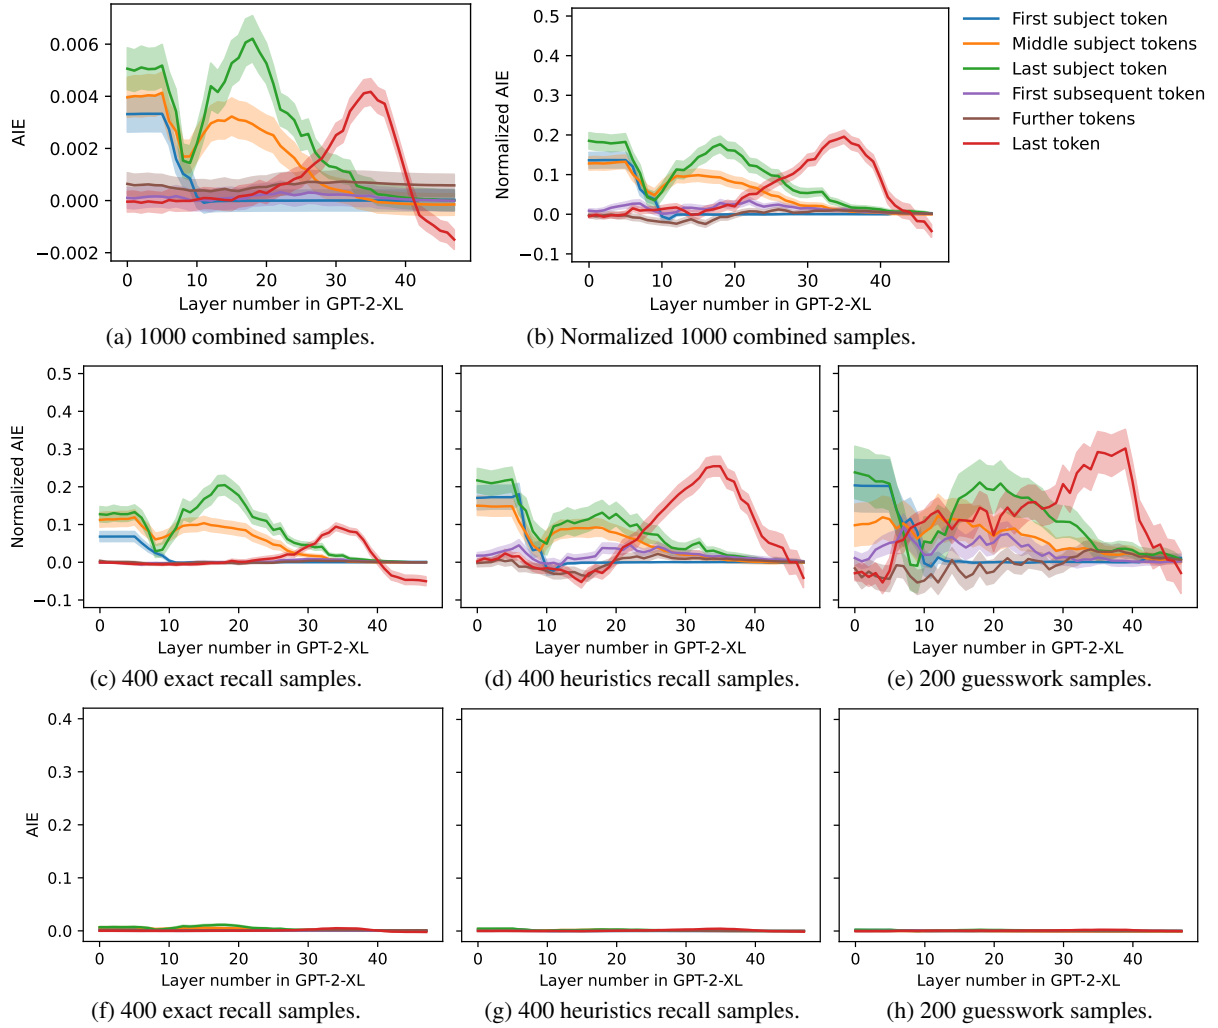 0.006
0.004
0.002
0.000
−0.002
AIE
0 10 20 30 40
Layer number in GPT-2-XL
(a) 1000 combined samples.
0.5
0.4
0.3
0.2
0.1
0.0
−0.1
Normalized AIE
0 10 20 30 40
Layer number in GPT-2-XL
(b) Normalized 1000 combined samples.
First subject token
Middle subject tokens
Last subject token
First subsequent token
Further tokens
Last token
0.5
0.4
0.3
0.2
0.1
0.0
−0.1
Normalized AIE
0 10 20 30 40
Layer number in GPT-2-XL
(c) 400 exact recall samples.
0 10 20 30 40
Layer number in GPT-2-XL
(d) 400 heuristics recall samples.
0 10 20 30 40
Layer number in GPT-2-XL
(e) 200 guesswork samples.
0.4
0.3
0.2
0.1
0.0
AIE
0 10 20 30 40
Layer number in GPT-2-XL
(f) 400 exact recall samples.
0 10 20 30 40
Layer number in GPT-2-XL
(g) 400 heuristics recall samples.
0 10 20 30 40
Layer number in GPT-2-XL
(h) 200 guesswork samples.